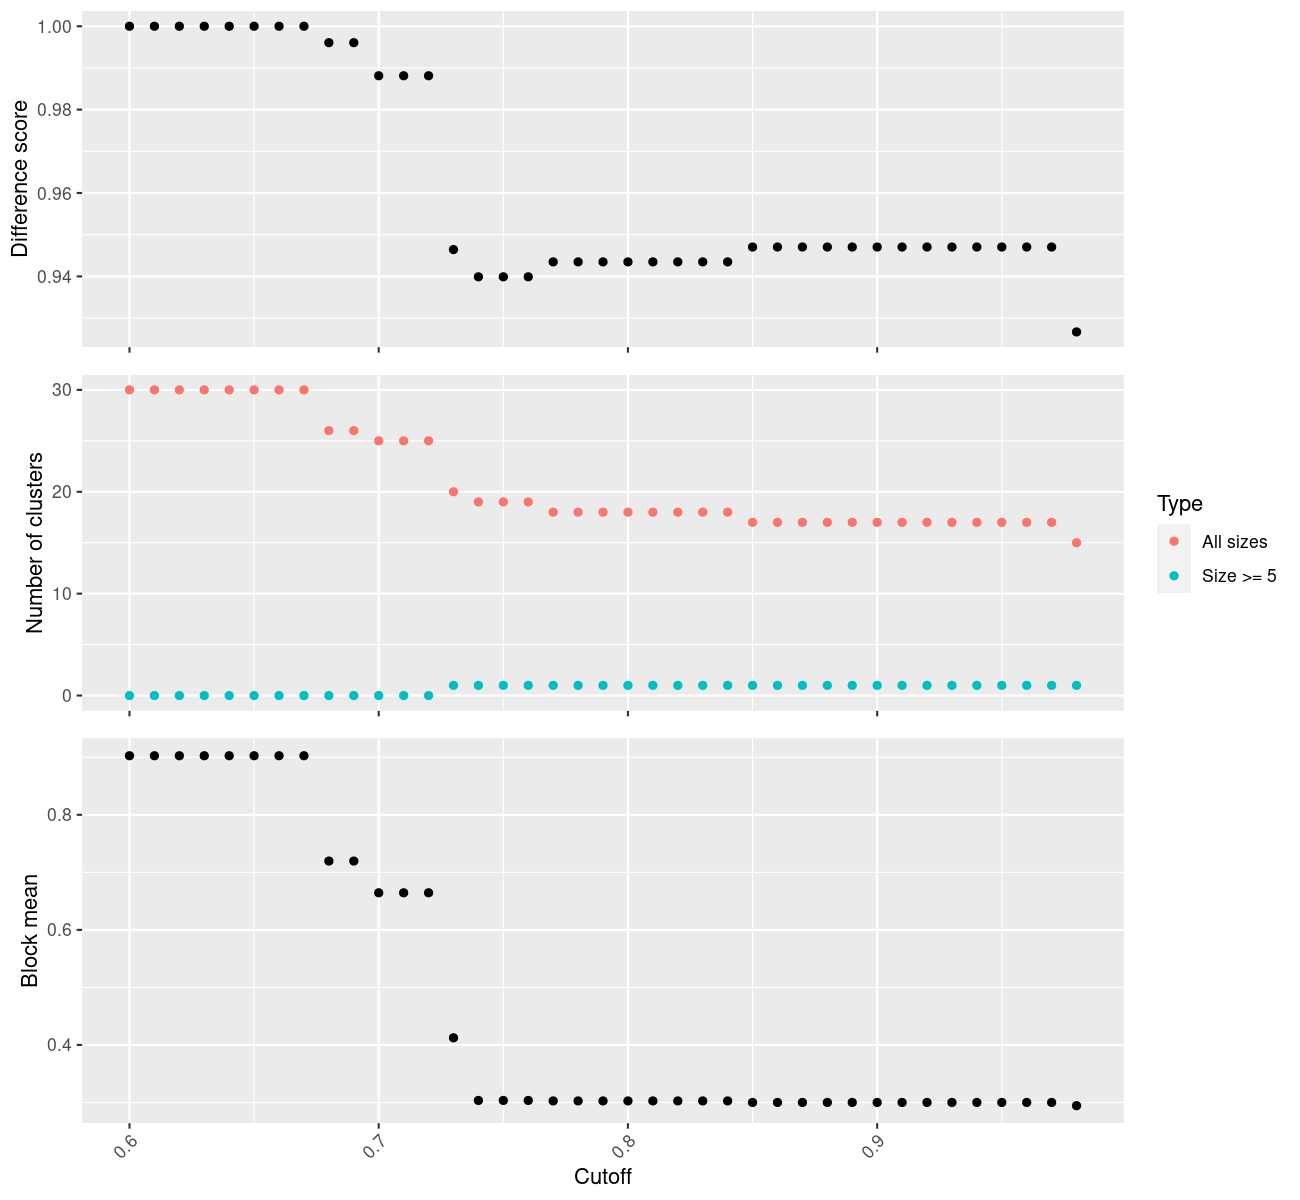 Difference score
1.00
0.98
0.96
0.94
Number of clusters
30
20
10
0
Type
All sizes
Size >= 5
Block mean
0.8
0.6
0.4
0.6
0.7
0.8
0.9
Cutoff